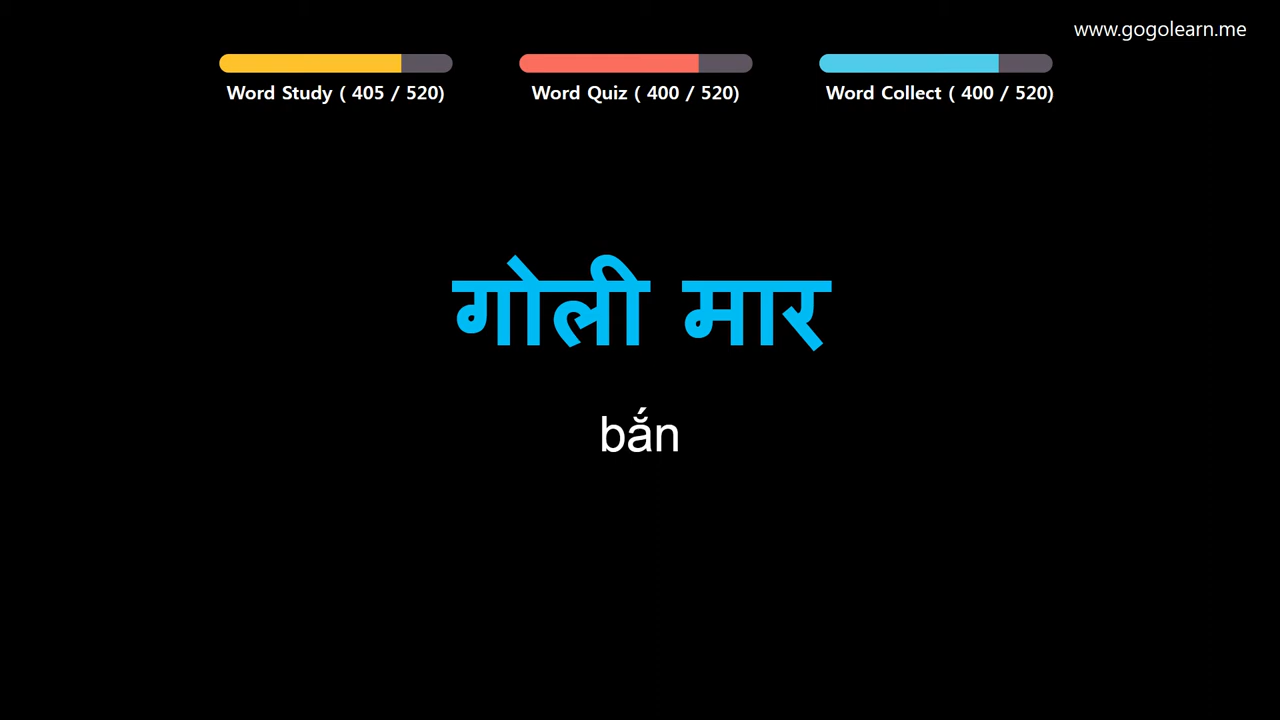 www.gogolearn.me
Word Study ( 405 / 520)
Word Quiz ( 400 / 520)
Word Collect ( 400 / 520)
गोली मार
bắn